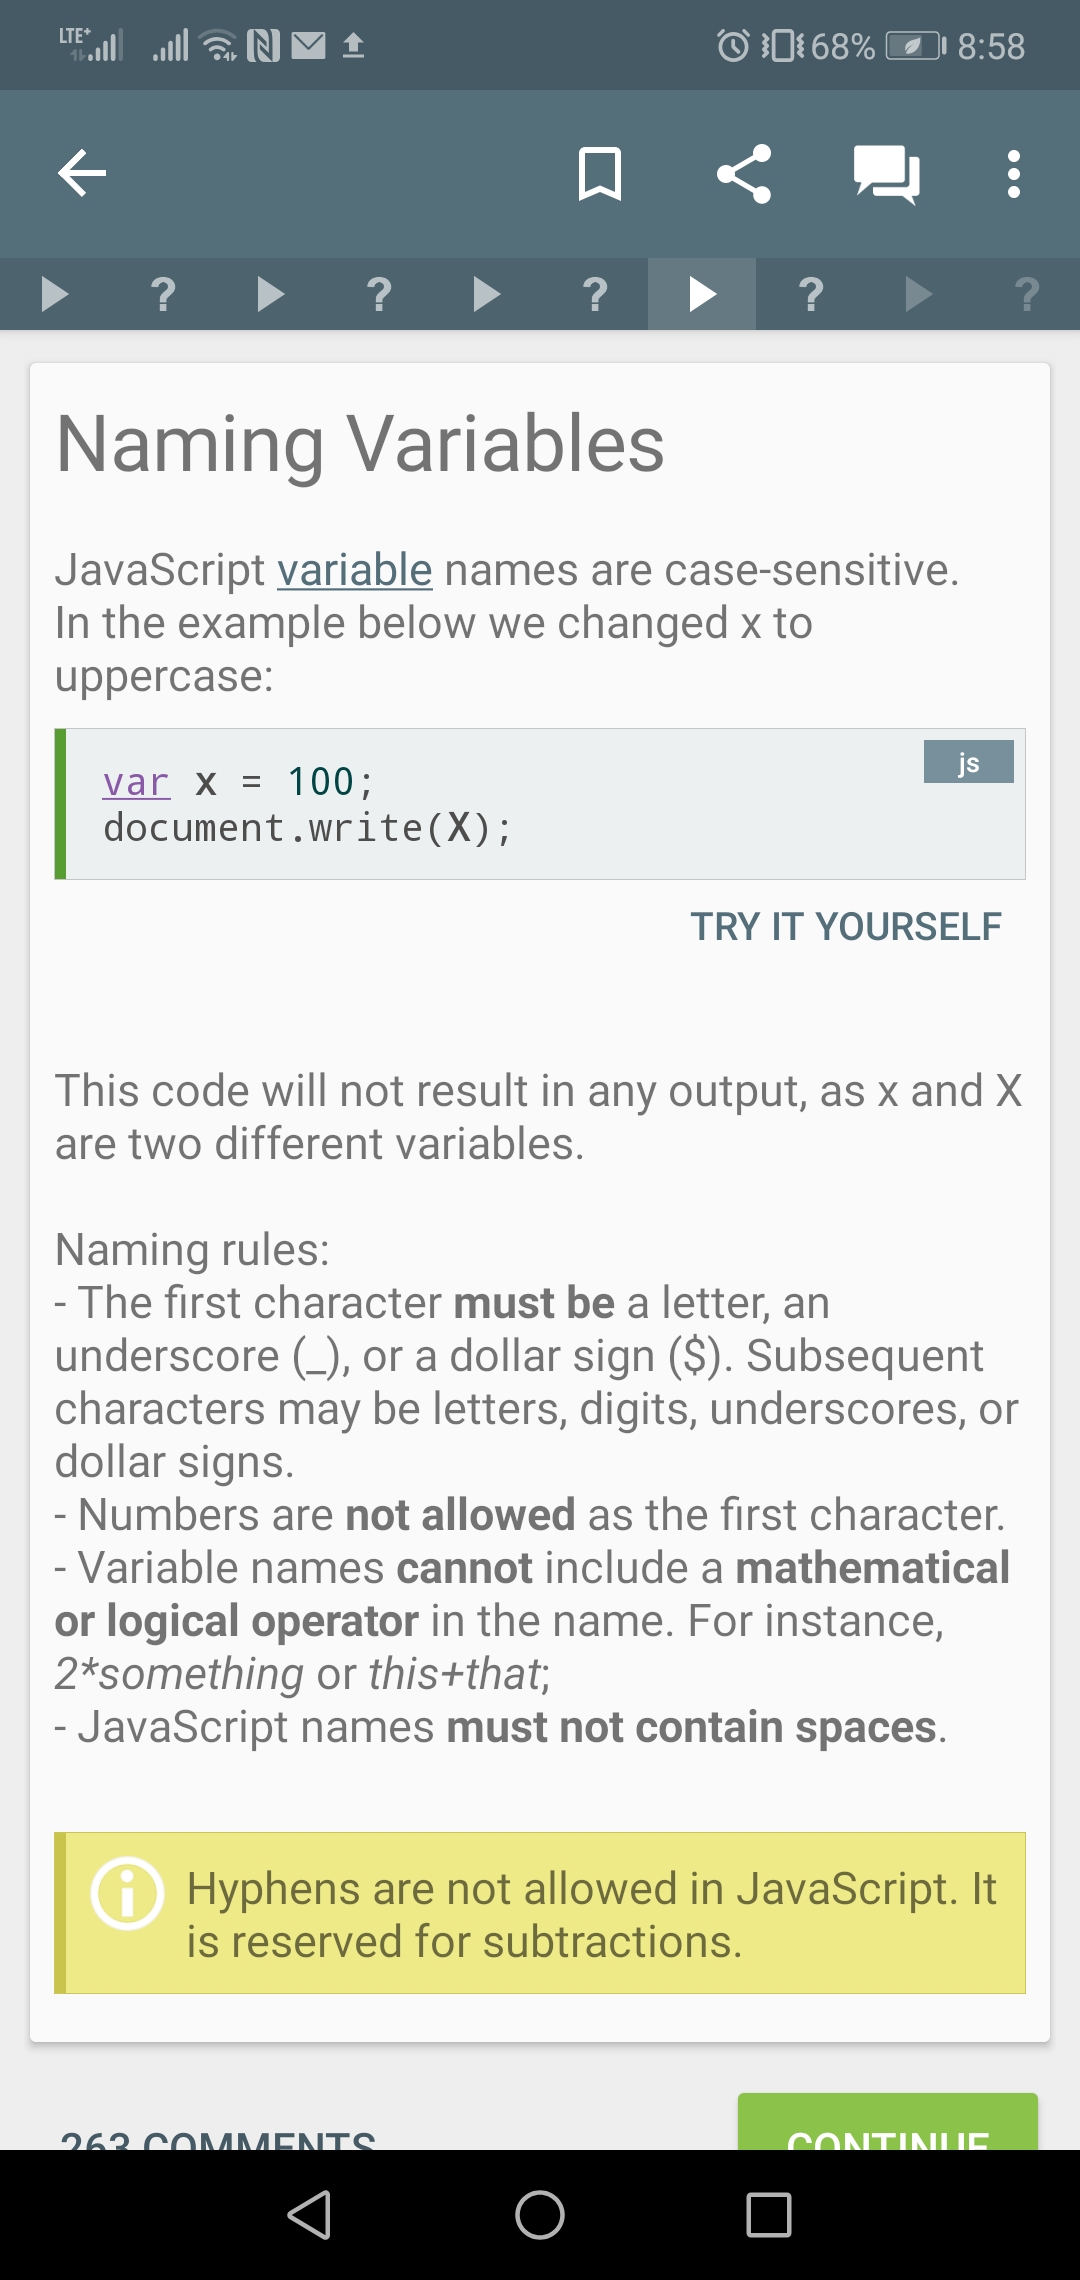 LTE+ 68% 8:58
? ? ? ? ?
Naming Variables
JavaScript variable names are case-sensitive.
In the example below we changed x to
uppercase:
js
var x = 100;
document.write(X);
TRY IT YOURSELF
This code will not result in any output, as x and X
are two different variables.
Naming rules:
- The first character must be a letter, an
underscore (_), or a dollar sign ($). Subsequent
characters may be letters, digits, underscores, or
dollar signs.
- Numbers are not allowed as the first character.
- Variable names cannot include a mathematical
or logical operator in the name. For instance,
2*something or this+that;
- JavaScript names must not contain spaces.
Hyphens are not allowed in JavaScript. It
is reserved for subtractions.
263 COMMENTS
CONTINUE